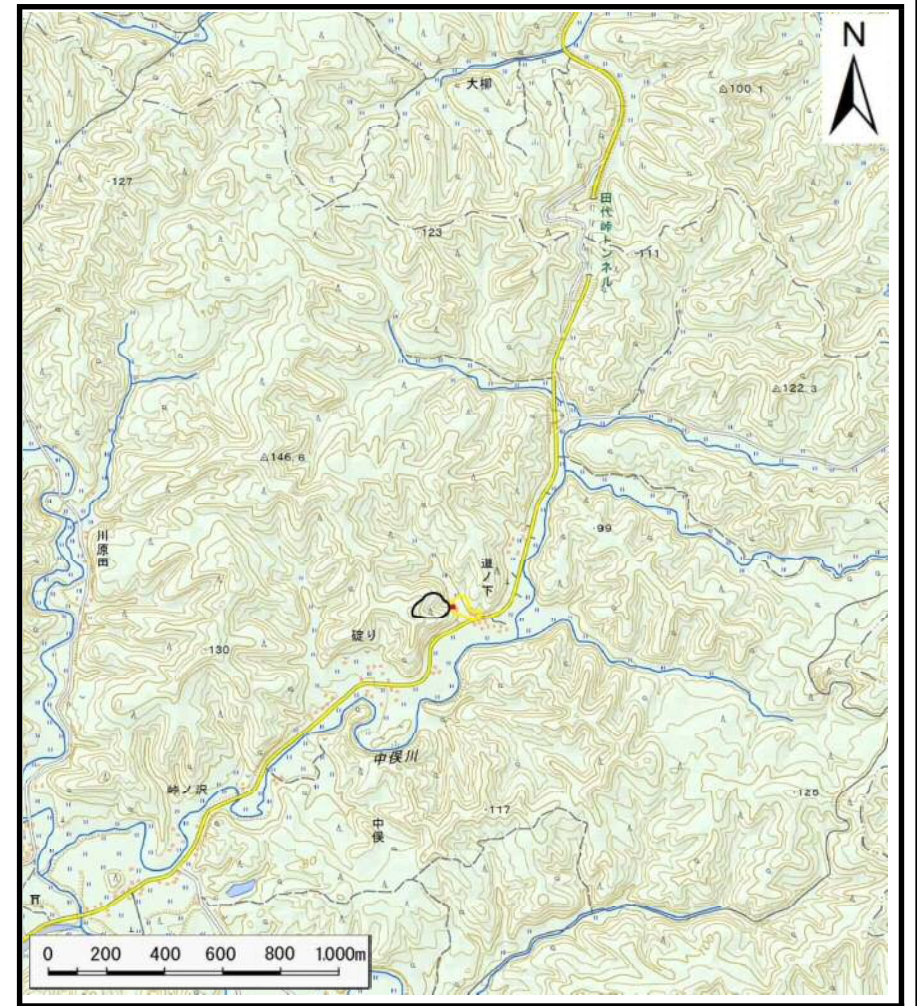 N
大柳
△100.1
・127
田代峠トンネル
・123
・111
△122.3
△146.6
川原田
・99
道ノ下
碇り
・130
中俣川
峠ノ沢
・117
・125
中俣
0 200 400 600 800 1,000m